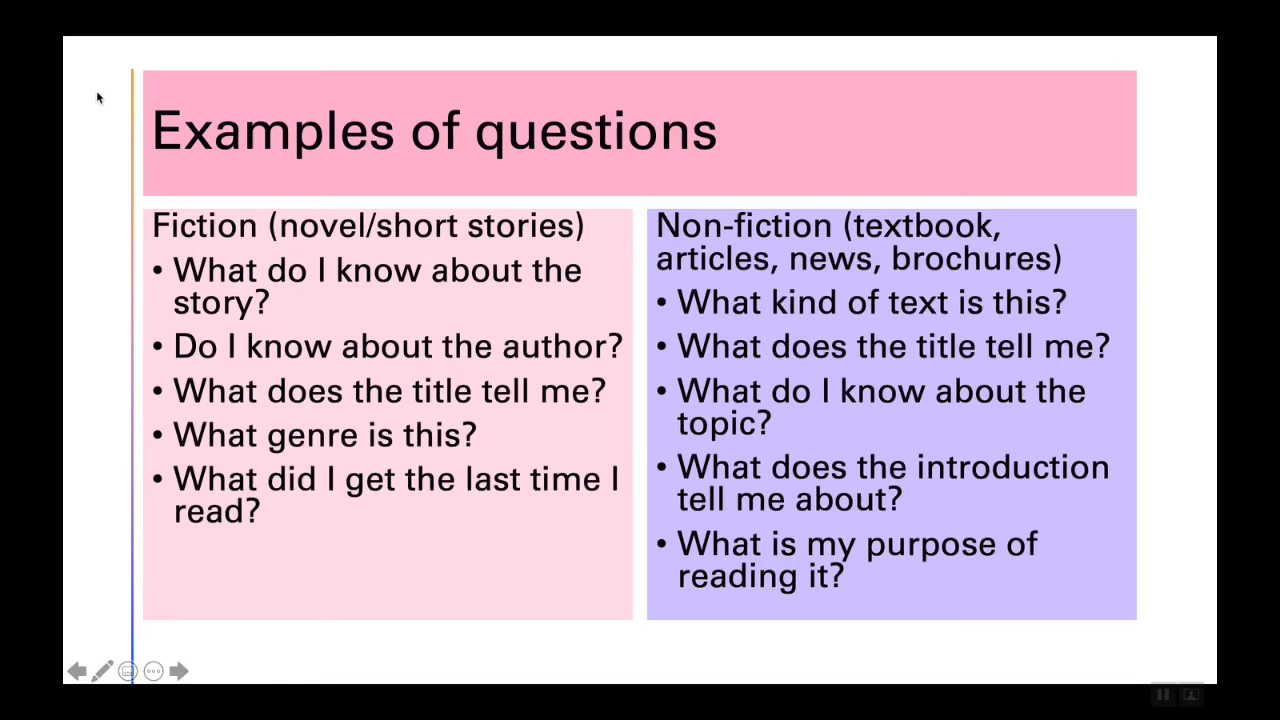 Examples of questions
Fiction (novel/short stories)
• What do I know about the
story?
• Do I know about the author?
• What does the title tell me?
• What genre is this?
• What did I get the last time I
read?
Non-fiction (textbook,
articles, news, brochures)
• What kind of text is this?
• What does the title tell me?
• What do I know about the
topic?
• What does the introduction
tell me about?
• What is my purpose of
reading it?